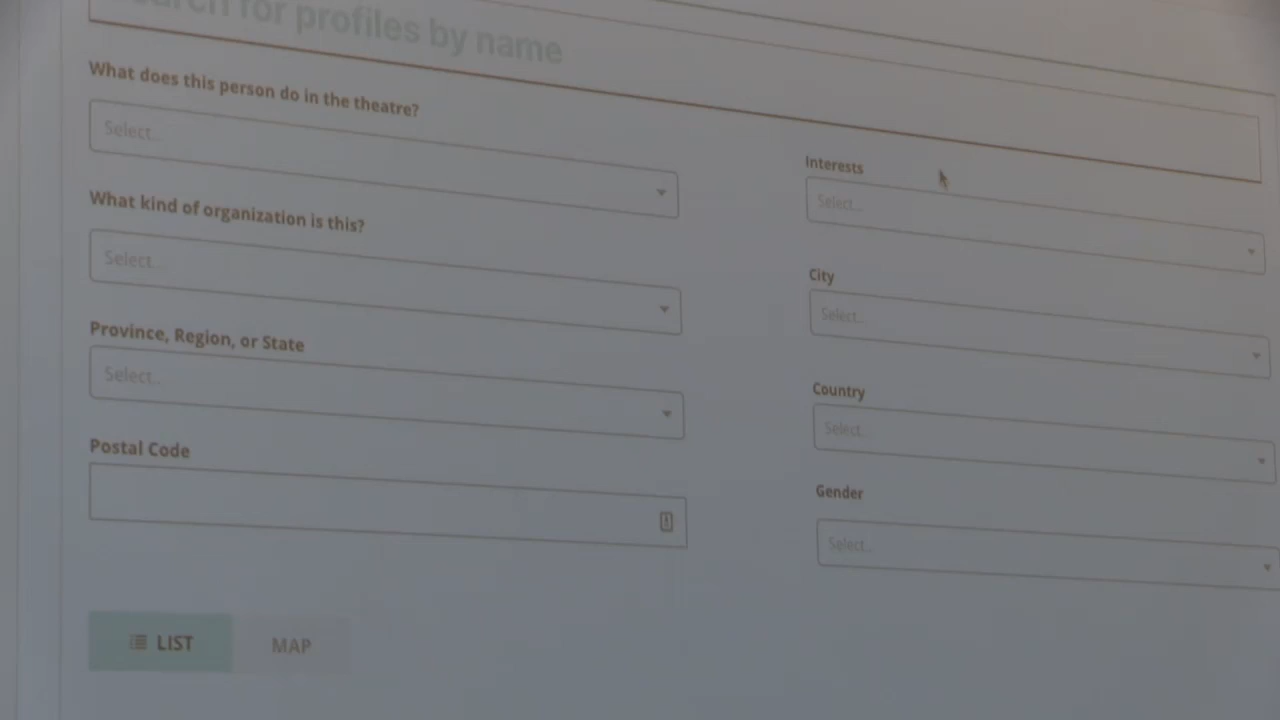 for profiles by name
What does this person do in the theatre?
Select...
Interests
Select...
What kind of organization is this?
Select...
City
Select...
Province, Region, or State
Select...
Country
Select...
Postal Code
Gender
Select...
LIST
MAP